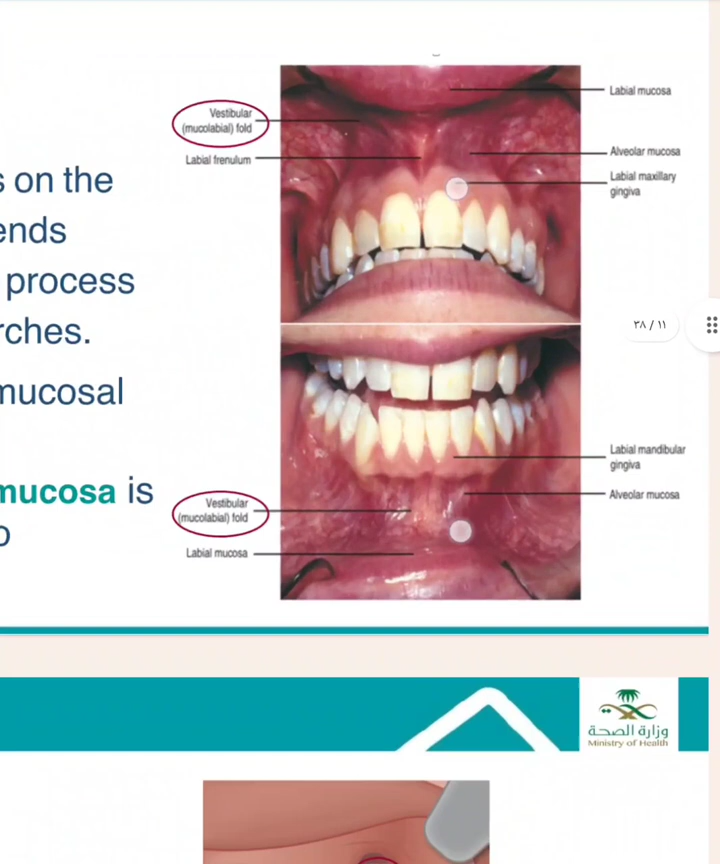 Labial mucosa
Vestibular
(mucolabial) fold
Labial frenulum
Alveolar mucosa
Labial maxillary
gingiva
s on the
ends
process
rches.
mucosal
mucosa is
o
٣٨ / ١١
Labial mandibular
gingiva
Alveolar mucosa
Vestibular
(mucolabial) fold
Labial mucosa
وزارة الصحة
Ministry of Health